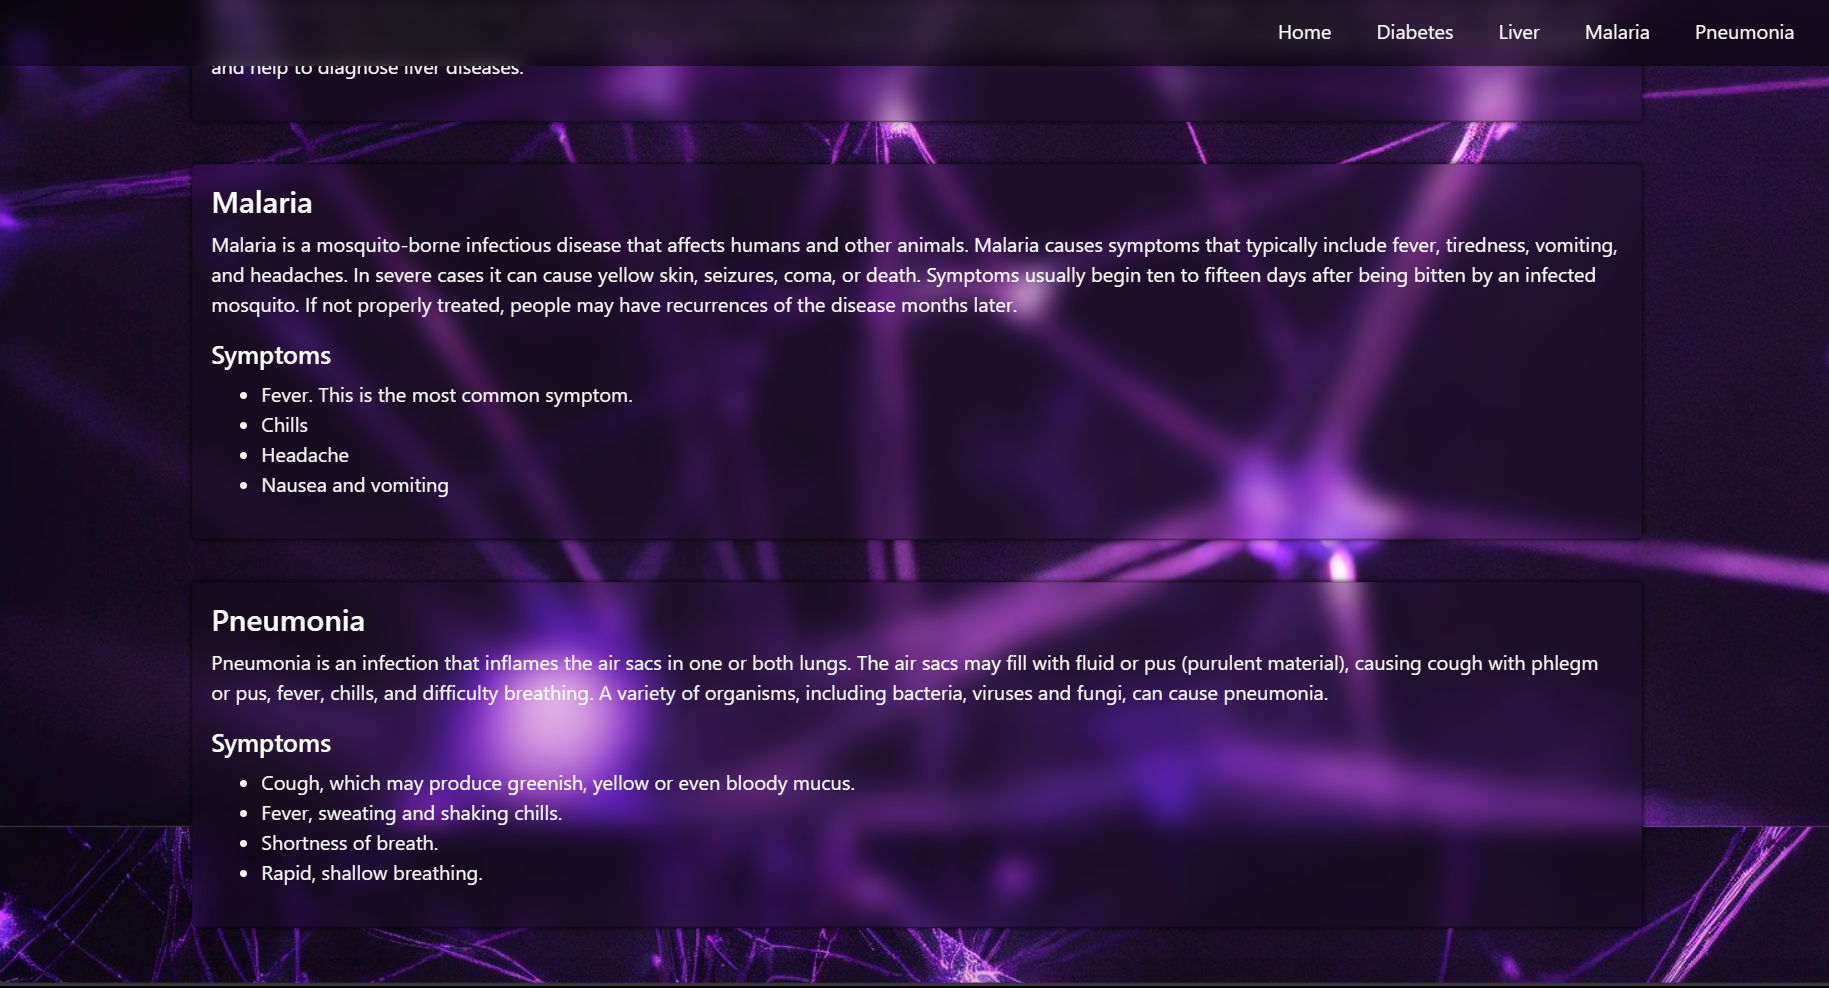 Home Diabetes Liver Malaria Pneumonia
and help to diagnose liver diseases.
Malaria
Malaria is a mosquito-borne infectious disease that affects humans and other animals. Malaria causes symptoms that typically include fever, tiredness, vomiting,
and headaches. In severe cases it can cause yellow skin, seizures, coma, or death. Symptoms usually begin ten to fifteen days after being bitten by an infected
mosquito. If not properly treated, people may have recurrences of the disease months later.
Symptoms
• Fever. This is the most common symptom.
• Chills
• Headache
• Nausea and vomiting
Pneumonia
Pneumonia is an infection that inflames the air sacs in one or both lungs. The air sacs may fill with fluid or pus (purulent material), causing cough with phlegm
or pus, fever, chills, and difficulty breathing. A variety of organisms, including bacteria, viruses and fungi, can cause pneumonia.
Symptoms
• Cough, which may produce greenish, yellow or even bloody mucus.
• Fever, sweating and shaking chills.
• Shortness of breath.
• Rapid, shallow breathing.